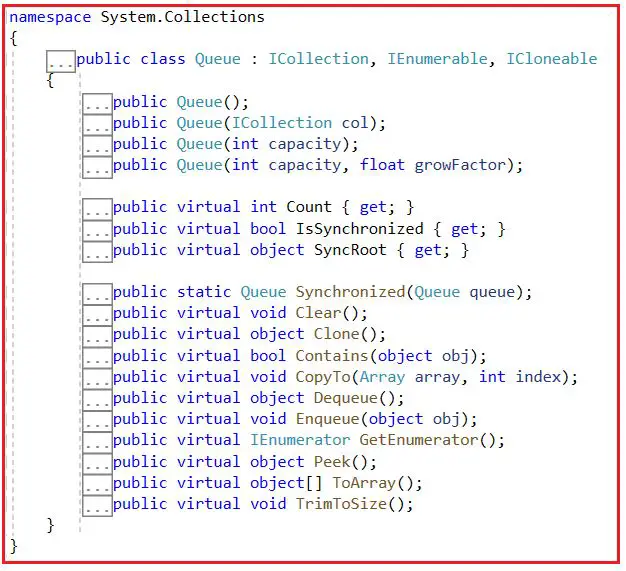 namespace System.Collections
{
...public class Queue : ICollection, IEnumerable, ICloneable
{
...public Queue();
...public Queue(ICollection col);
...public Queue(int capacity);
...public Queue(int capacity, float growFactor);
...public virtual int Count { get; }
...public virtual bool IsSynchronized { get; }
...public virtual object SyncRoot { get; }
...public static Queue Synchronized(Queue queue);
...public virtual void Clear();
...public virtual object Clone();
...public virtual bool Contains(object obj);
...public virtual void CopyTo(Array array, int index);
...public virtual object Dequeue();
...public virtual void Enqueue(object obj);
...public virtual IEnumerator GetEnumerator();
...public virtual object Peek();
...public virtual object[] ToArray();
...public virtual void TrimToSize();
}
}